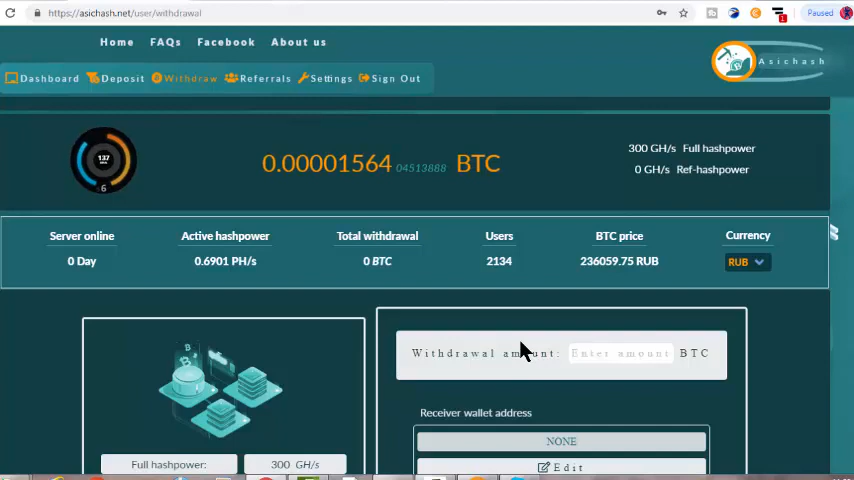 https://asichash.net/user/withdrawal
Paused
Home FAQs Facebook About us
Asichash
Dashboard Deposit Withdraw Referrals Settings Sign Out
137
6
0.00001564 04513888 BTC
300 GH/s Full hashpower
0 GH/s Ref-hashpower
Server online Active hashpower Total withdrawal Users BTC price Currency
0 Day 0.6901 PH/s 0 BTC 2134 236059.75 RUB RUB
Withdrawal amount: Enter amount BTC
Receiver wallet address
NONE
Edit
Full hashpower: 300 GH/s